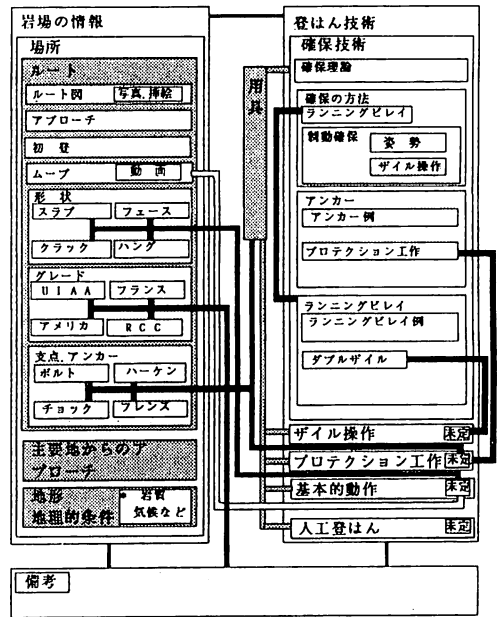 岩場の情報
場所
ルート
ルート図
写真,挿絵
アプローチ
初 登
ムーブ
動 画
形 状
スラブ
フェース
クラック
ハング
グレード
UIAA
フランス
アメリカ
RCC
支点,アンカー
ボルト
ハーケン
チョック
フレンズ
主要地からのア
プローチ
地形
地理的条件
岩質
気候など
用具
登はん技術
確保技術
確保理論
確保の方法
ランニングビレイ
制動確保
姿 勢
ザイル操作
アンカー
アンカー例
プロテクション工作
ランニングビレイ
ランニングビレイ例
ダブルザイル
ザイル操作
未定
プロテクション工作
未定
基本的動作
未定
人工登はん
未定
備考